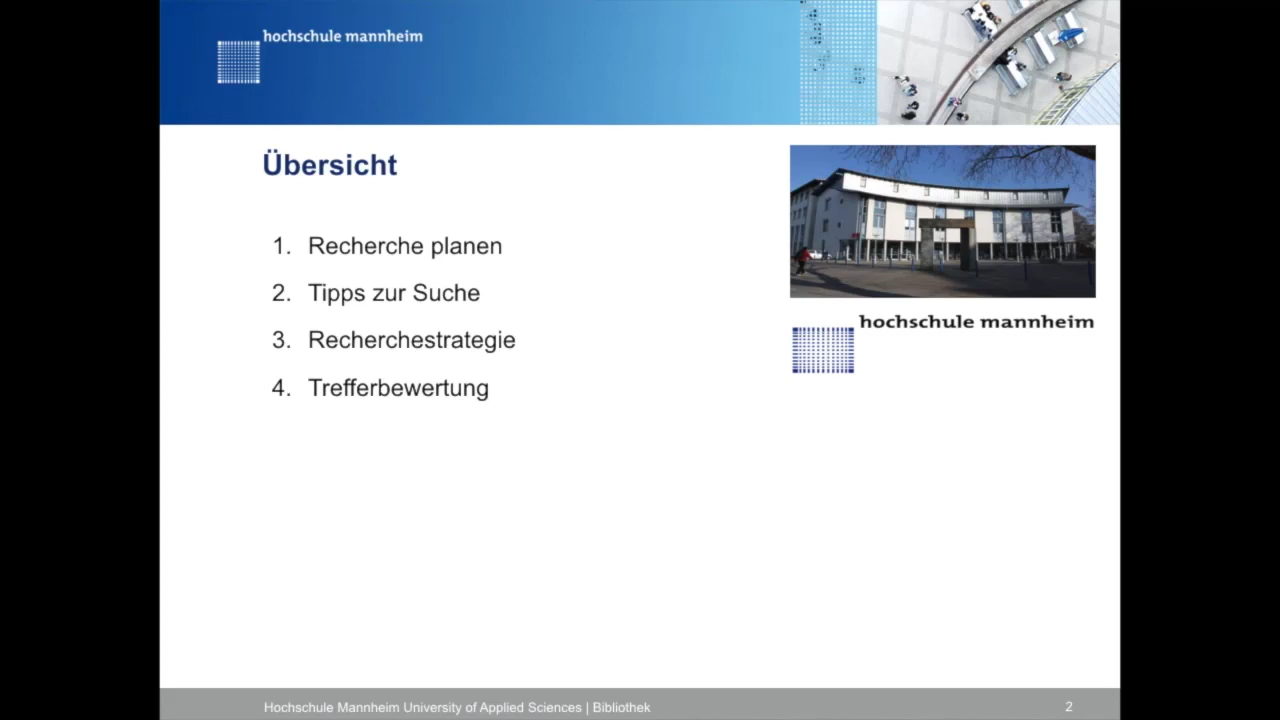 hochschule mannheim
Übersicht
1. Recherche planen
2. Tipps zur Suche
3. Recherchestrategie
4. Trefferbewertung
hochschule mannheim
Hochschule Mannheim University of Applied Sciences | Bibliothek
2